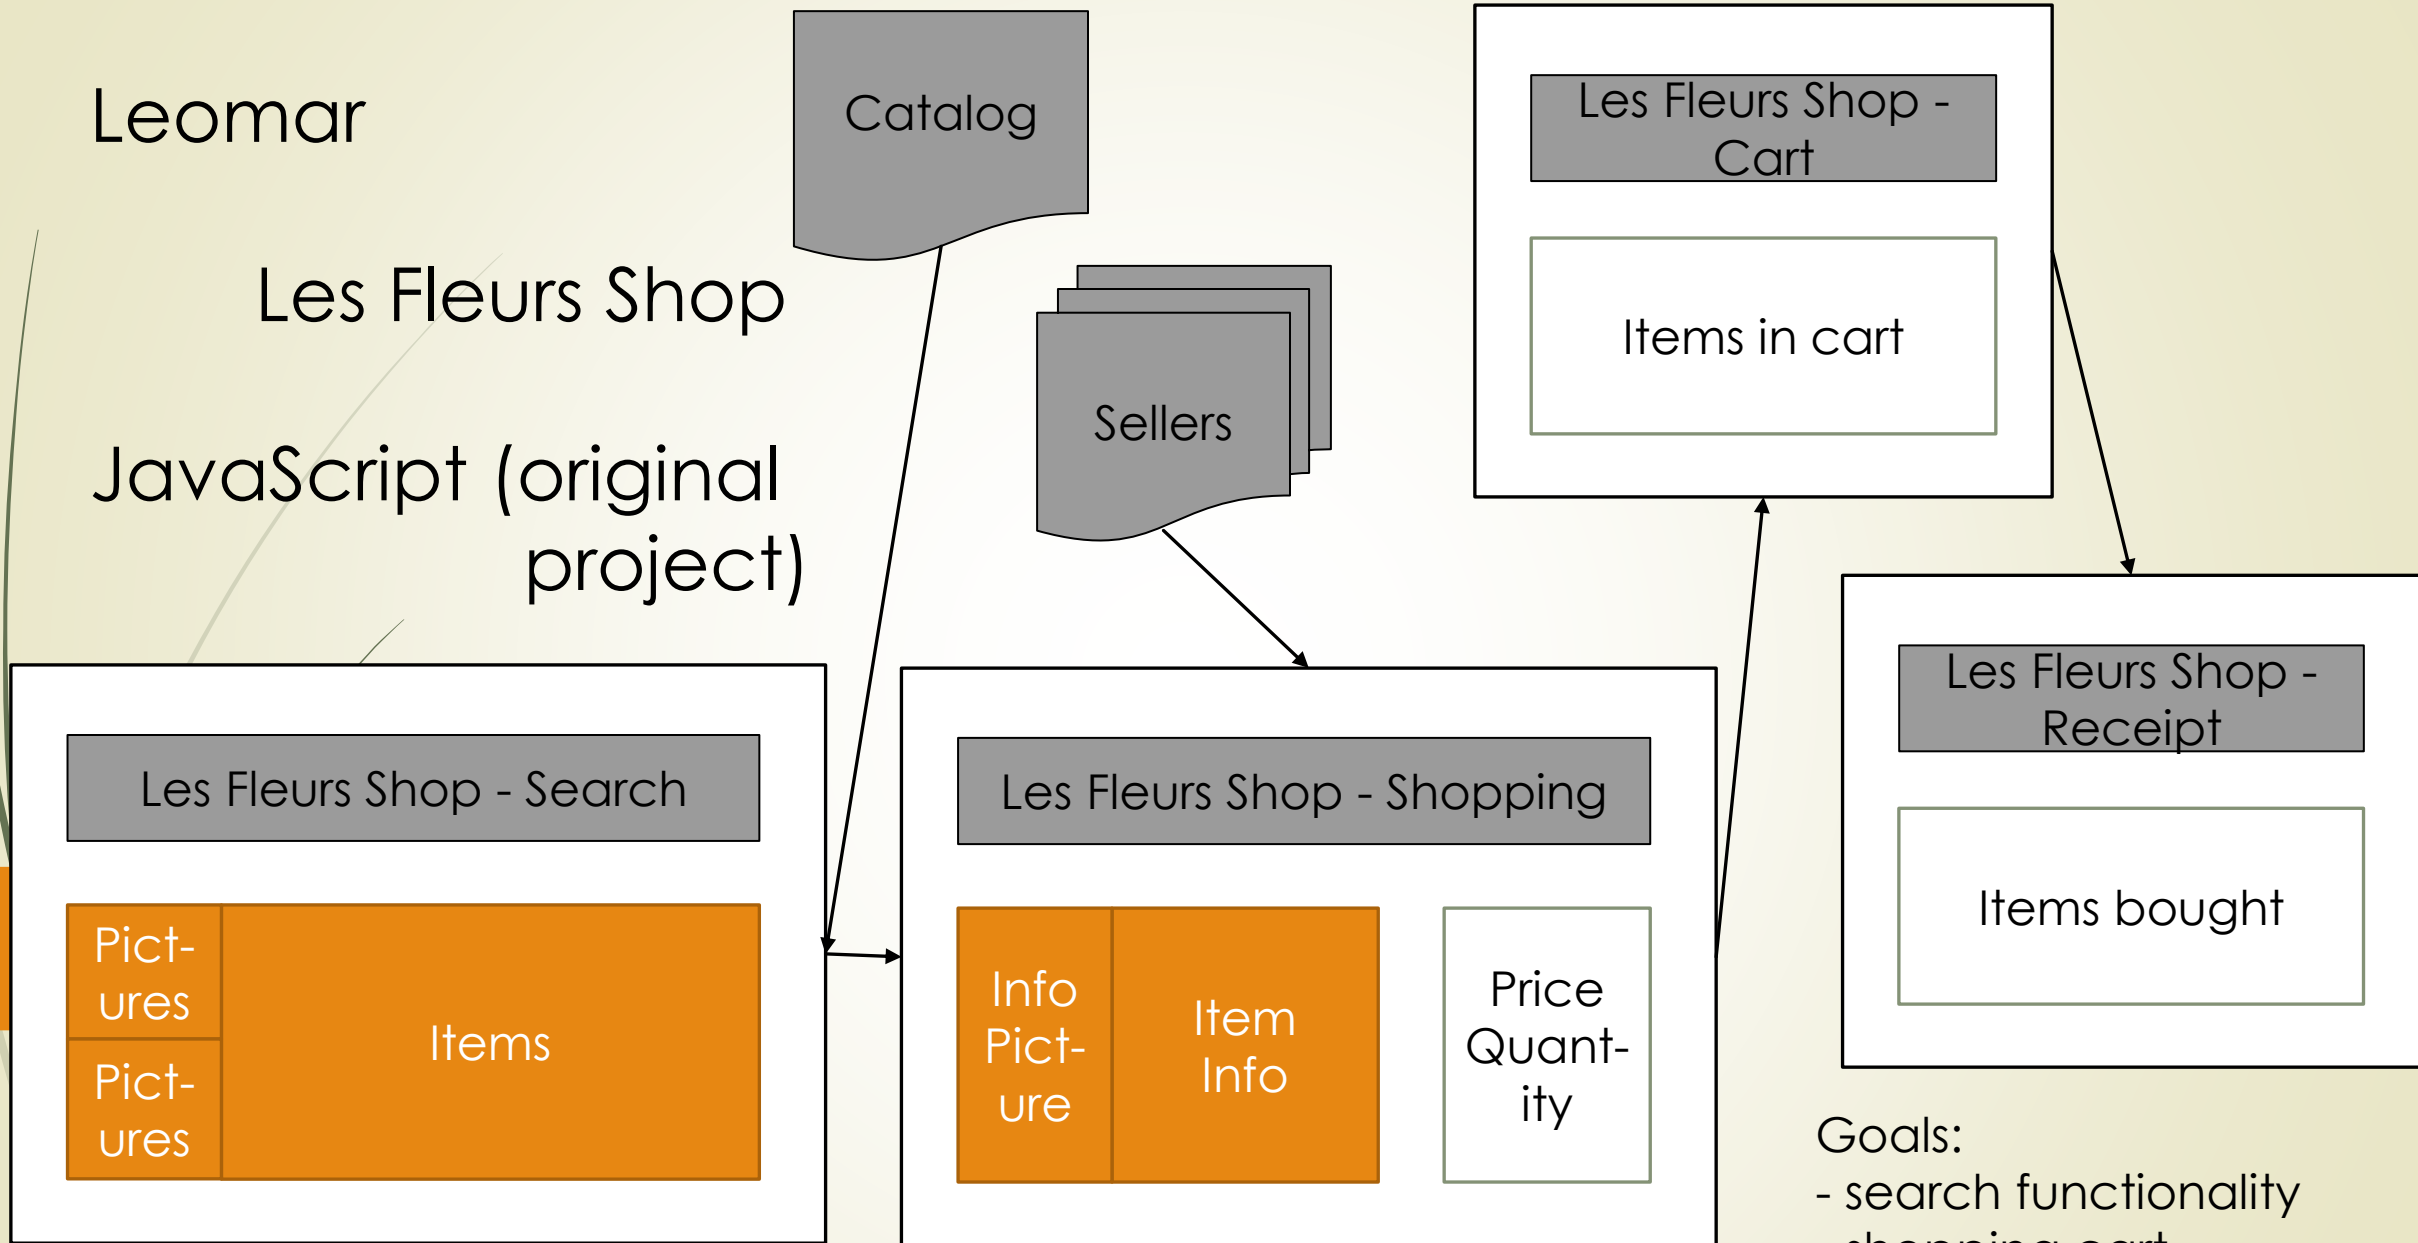 Leomar
Les Fleurs Shop
JavaScript (original
project)
Catalog
Sellers
Les Fleurs Shop -
Cart
Items in cart
Les Fleurs Shop - Search
Pict-
ures
Pict-
ures
Items
Les Fleurs Shop - Shopping
Info
Pict-
ure
Item
Info
Price
Quant-
ity
Les Fleurs Shop -
Receipt
Items bought
Goals:
- search functionality
- shopping cart